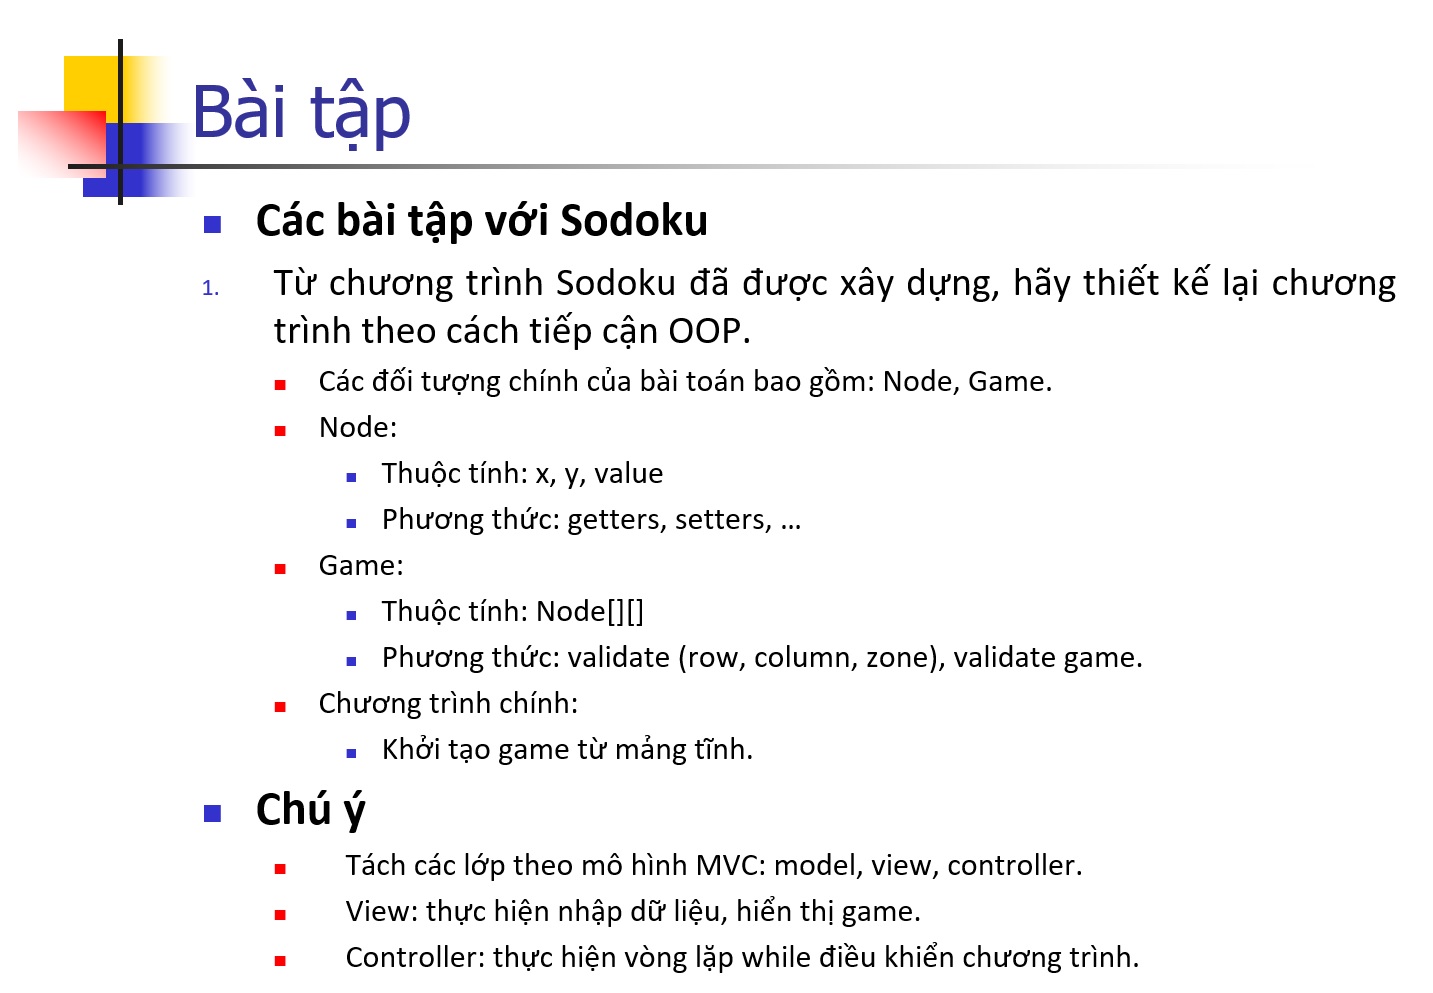 Bài tập
Các bài tập với Sodoku
1. Từ chương trình Sodoku đã được xây dựng, hãy thiết kế lại chương
trình theo cách tiếp cận OOP.
Các đối tượng chính của bài toán bao gồm: Node, Game.
Node:
Thuộc tính: x, y, value
Phương thức: getters, setters, ...
Game:
Thuộc tính: Node[][]
Phương thức: validate (row, column, zone), validate game.
Chương trình chính:
Khởi tạo game từ mảng tĩnh.
Chú ý
Tách các lớp theo mô hình MVC: model, view, controller.
View: thực hiện nhập dữ liệu, hiển thị game.
Controller: thực hiện vòng lặp while điều khiển chương trình.